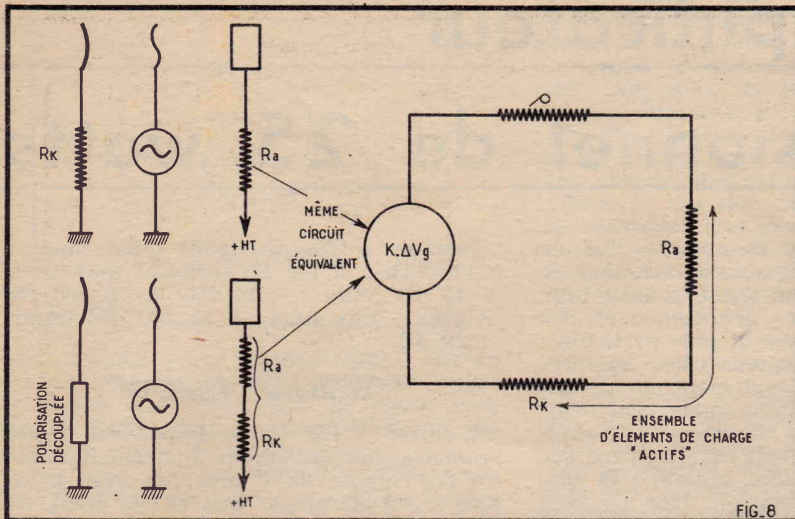 RK
Ra
+HT
MÊME
CIRCUIT
ÉQUIVALENT
K.ΔVg
ρ
Ra
RK
ENSEMBLE
D'ÉLÉMENTS DE CHARGE
"ACTIFS"
POLARISATION
DÉCOUPLÉE
Ra
RK
+HT
FIG_8